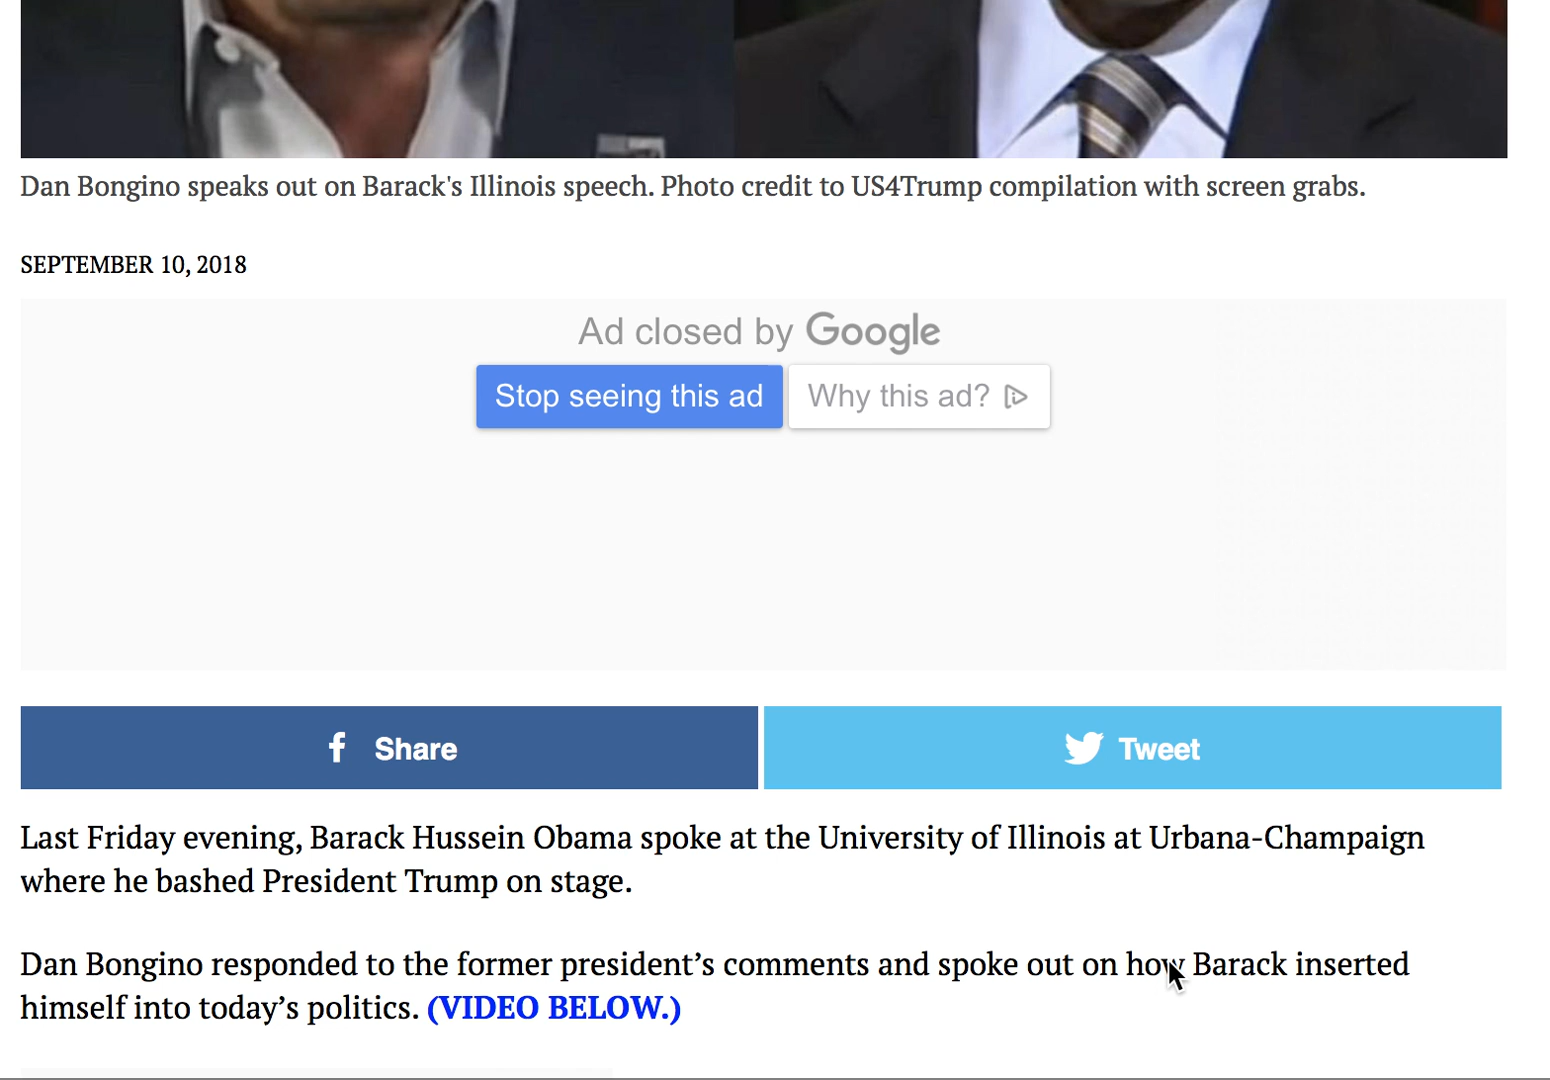 Dan Bongino speaks out on Barack's Illinois speech. Photo credit to US4Trump compilation with screen grabs.
SEPTEMBER 10, 2018
Ad closed by Google
Stop seeing this ad
Why this ad?
Share
Tweet
Last Friday evening, Barack Hussein Obama spoke at the University of Illinois at Urbana-Champaign
where he bashed President Trump on stage.
Dan Bongino responded to the former president’s comments and spoke out on how Barack inserted
himself into today’s politics. (VIDEO BELOW.)